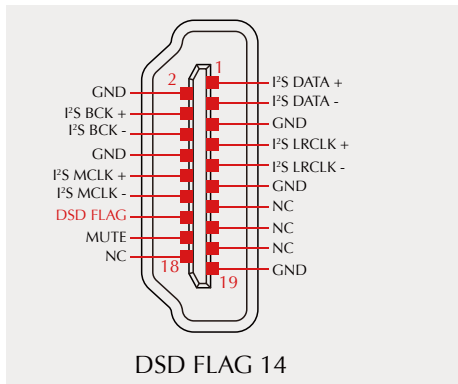 2
1
GND
I²S BCK +
I²S BCK -
GND
I²S MCLK +
I²S MCLK -
DSD FLAG
MUTE
NC
18
I²S DATA +
I²S DATA -
GND
I²S LRCLK +
I²S LRCLK -
GND
NC
NC
NC
GND
19
DSD FLAG 14